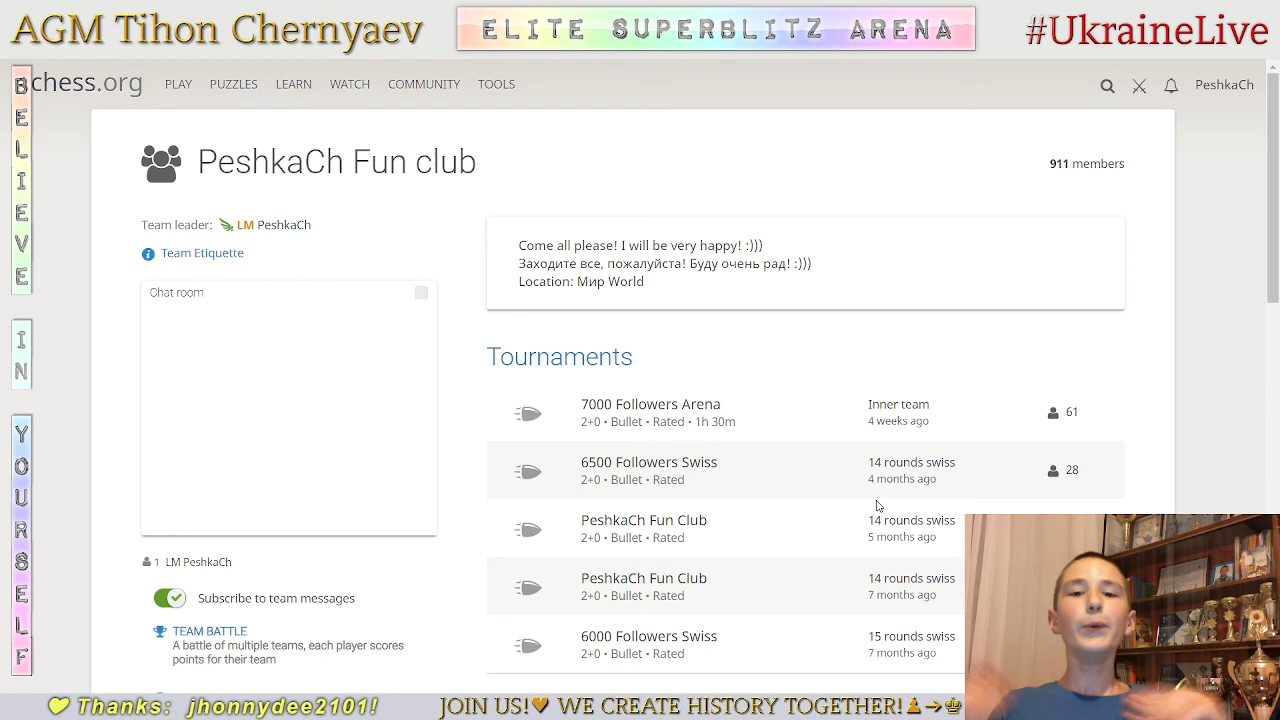 AGM Tihon Chernyaev
ELITE SUPERBLITZ ARENA
#UkraineLive
BELIEVE
IN
YOURSELF
chess.org
PLAY PUZZLES LEARN WATCH COMMUNITY TOOLS
PeshkaCh
PeshkaCh Fun club
911 members
Team leader: LM PeshkaCh
Team Etiquette
Chat room
1 LM PeshkaCh
Subscribe to team messages
TEAM BATTLE
A battle of multiple teams, each player scores
points for their team
Come all please! I will be very happy! :)))
Заходите все, пожалуйста! Буду очень рад! :)))
Location: Мир World
Tournaments
7000 Followers Arena Inner team 61
2+0 • Bullet • Rated • 1h 30m 4 weeks ago
6500 Followers Swiss 14 rounds swiss 28
2+0 • Bullet • Rated 4 months ago
PeshkaCh Fun Club 14 rounds swiss
2+0 • Bullet • Rated 5 months ago
PeshkaCh Fun Club 14 rounds swiss
2+0 • Bullet • Rated 7 months ago
6000 Followers Swiss 15 rounds swiss
2+0 • Bullet • Rated 7 months ago
Thanks: jhonnydee2101!
JOIN US!🧡 WE CREATE HISTORY TOGETHER!♟→♔